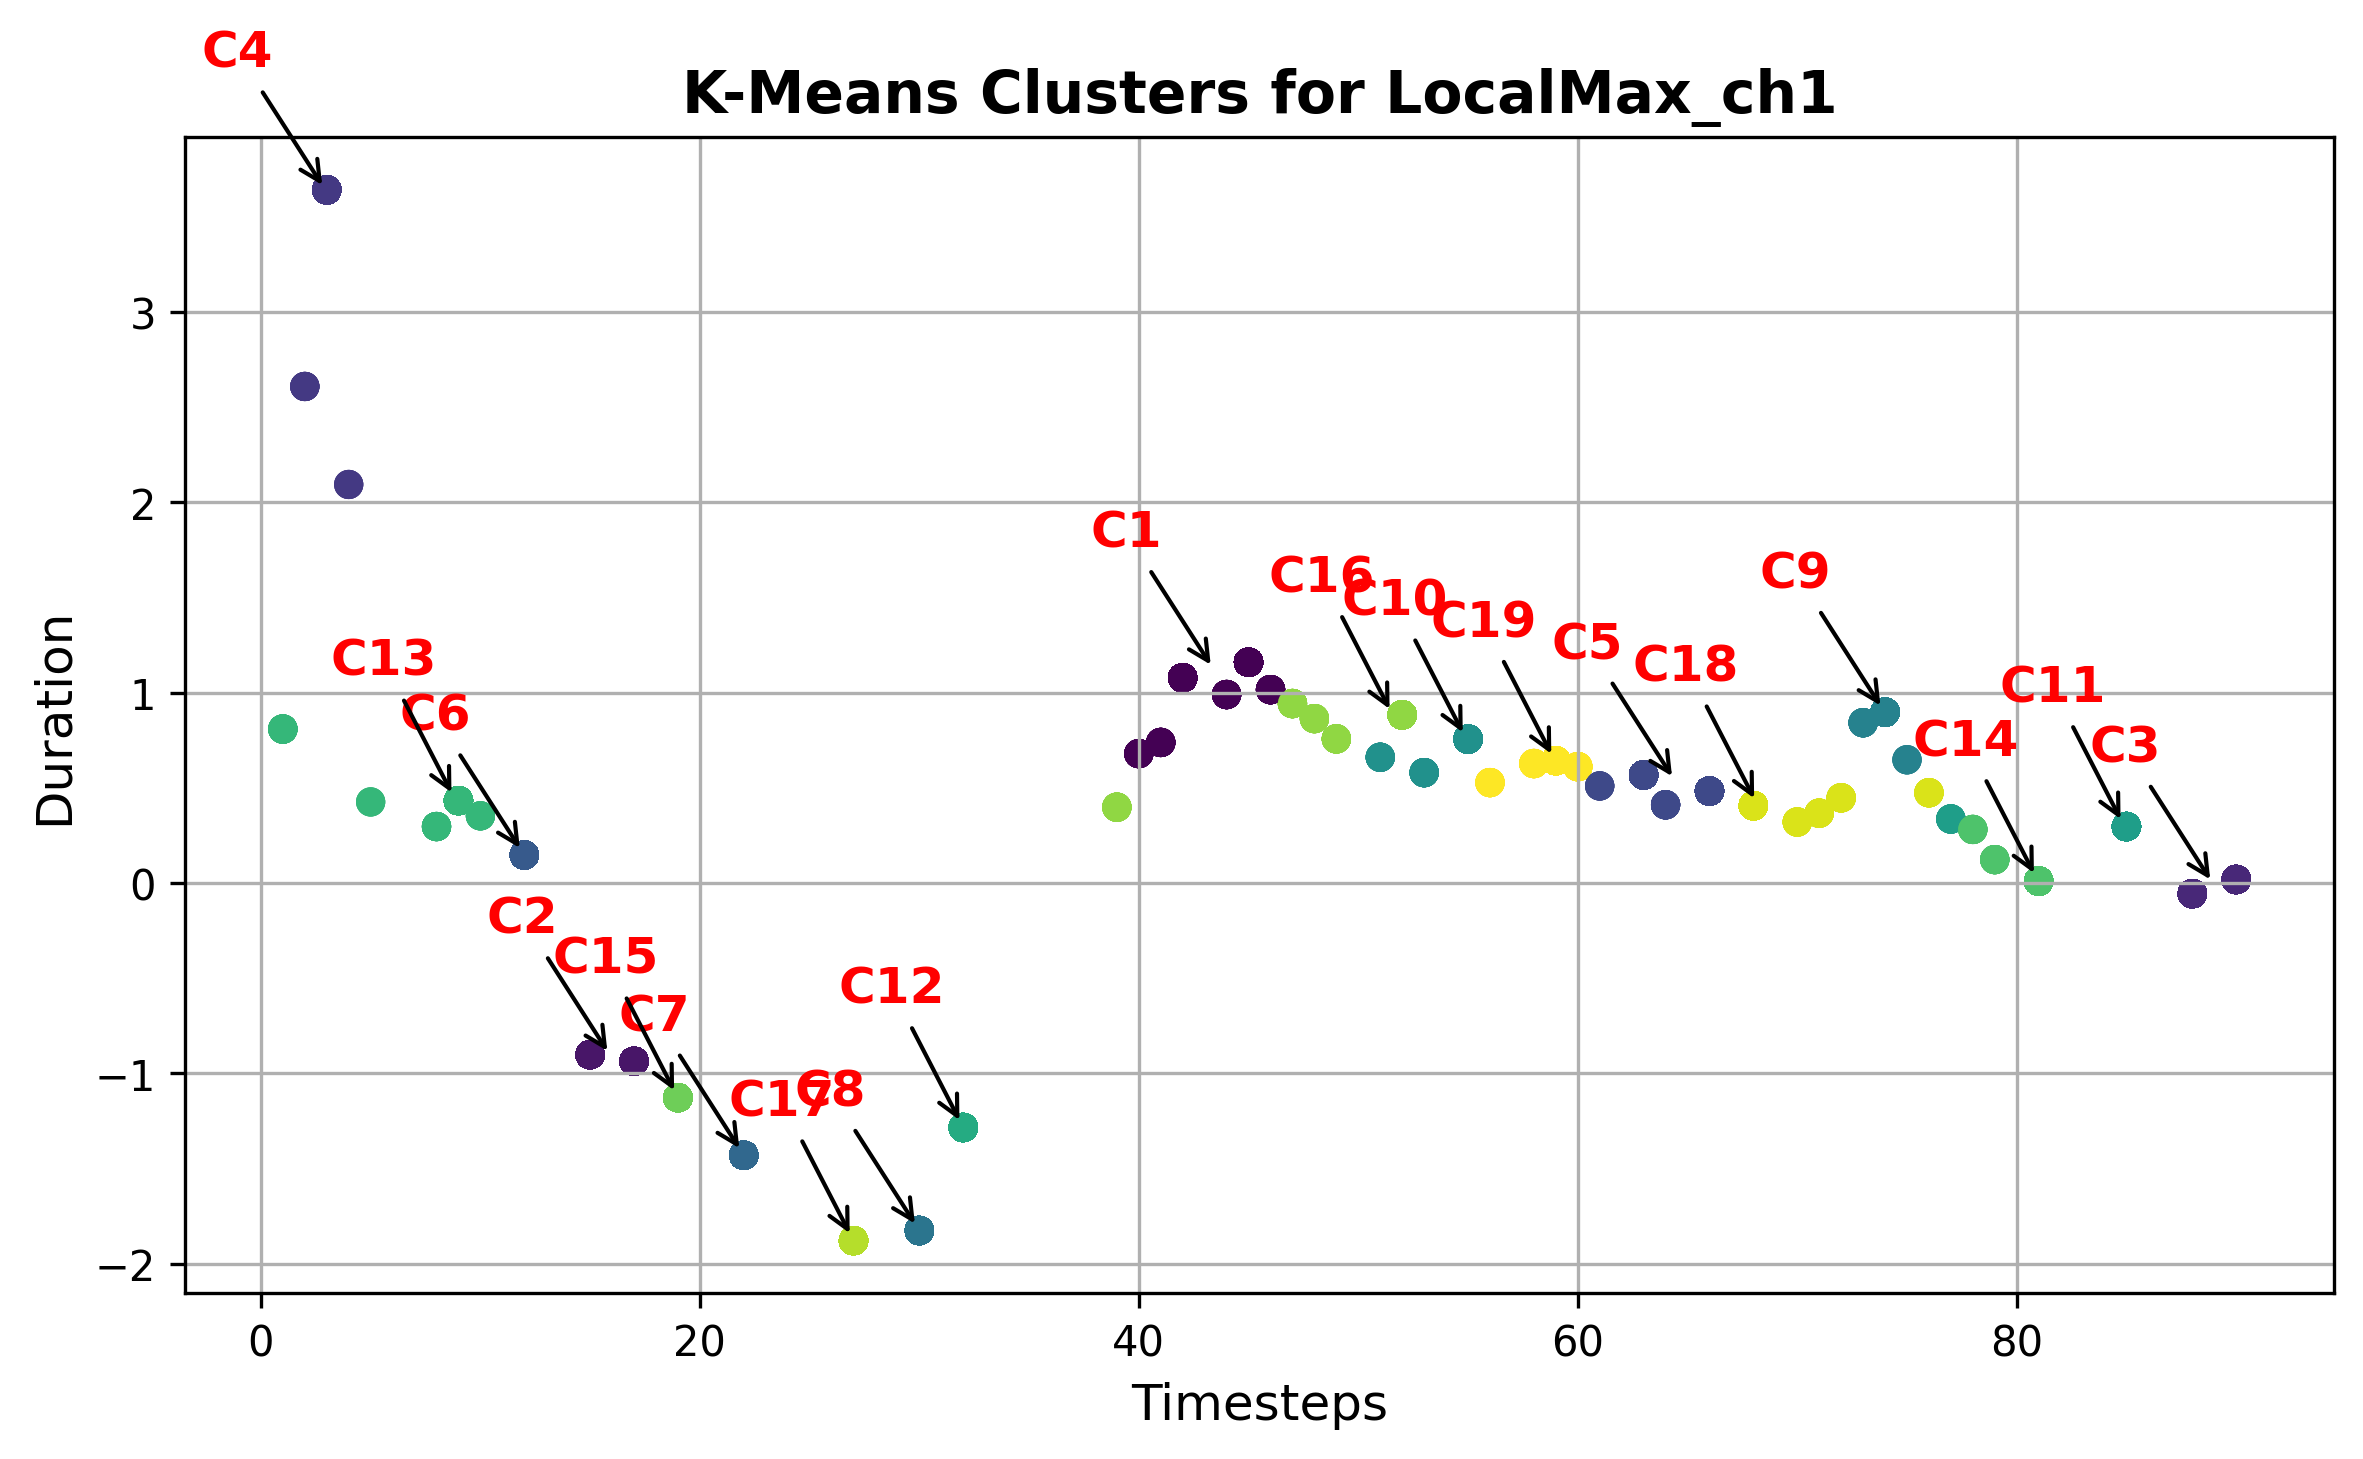 C4
K-Means Clusters for LocalMax_ch1
Duration
3
2
1
0
−1
−2
C1
C16
C10
C19
C5
C18
C9
C11
C14
C3
C13
C6
C2
C15
C7
C12
C17
C8
0
20
40
60
80
Timesteps